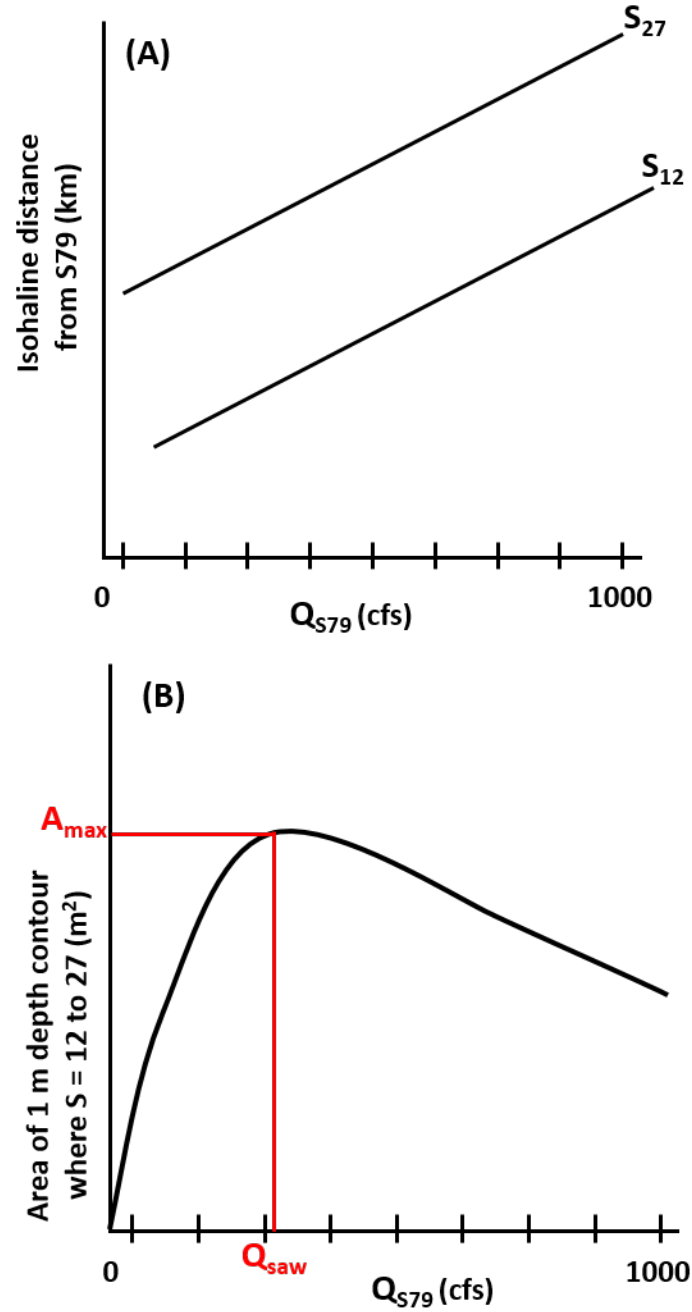 (A)
S27
S12
Isohaline distance
from S79 (km)
0
1000
QS79 (cfs)
(B)
Amax
Area of 1 m depth contour
where S = 12 to 27 (m2)
0
Qsaw
1000
QS79 (cfs)